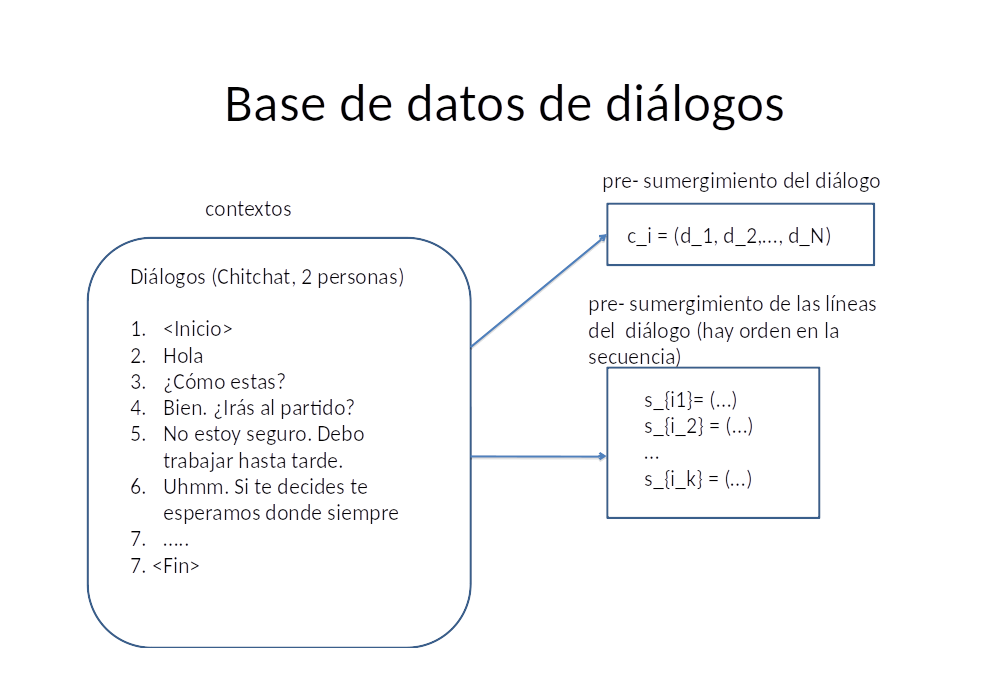 Base de datos de diálogos
contextos
Diálogos (Chitchat, 2 personas)
1. <Inicio>
2. Hola
3. ¿Cómo estas?
4. Bien. ¿Irás al partido?
5. No estoy seguro. Debo
trabajar hasta tarde.
6. Uhmm. Si te decides te
esperamos donde siempre
7. .....
7. <Fin>
pre- sumergimiento del diálogo
c_i = (d_1, d_2,..., d_N)
pre- sumergimiento de las líneas
del diálogo (hay orden en la
secuencia)
s_{i1}= (...)
s_{i_2} = (...)
...
s_{i_k} = (...)